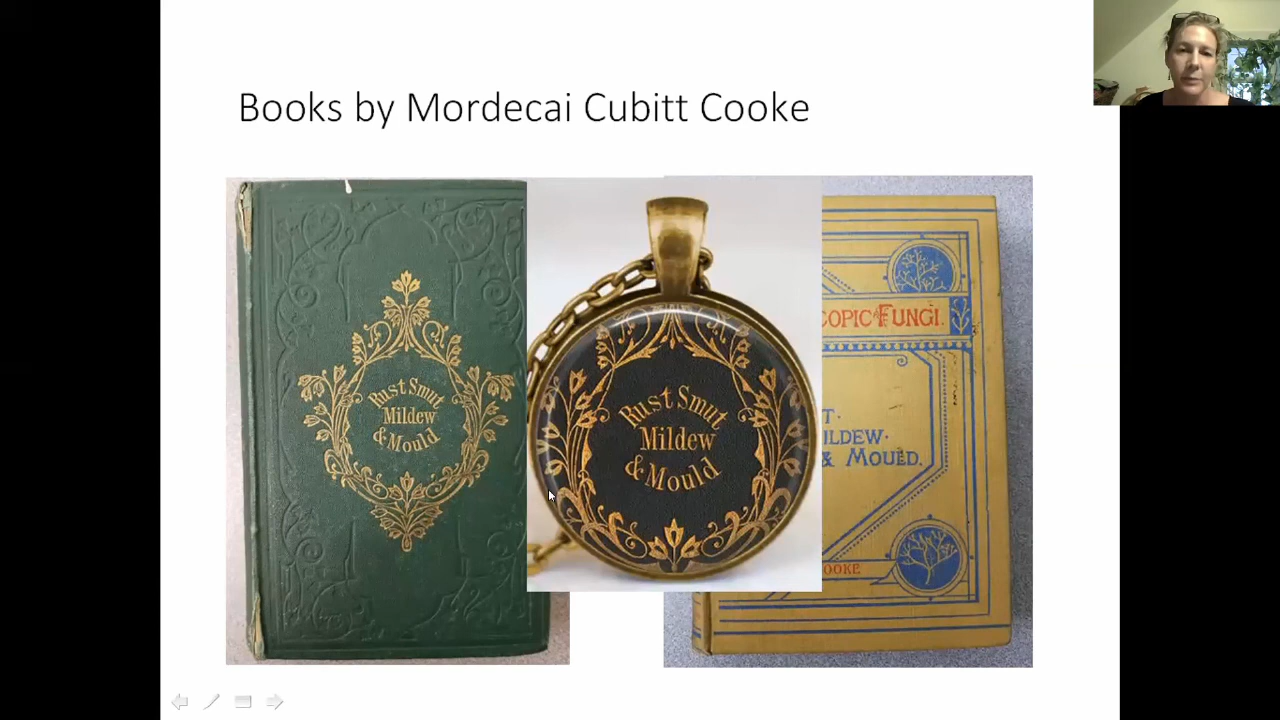 Books by Mordecai Cubitt Cooke
Rust Smut
Mildew
& Mould
Rust Smut
Mildew
& Mould
COPIC FUNGI.
T·
ILDEW·
& MOULD.
OOKE